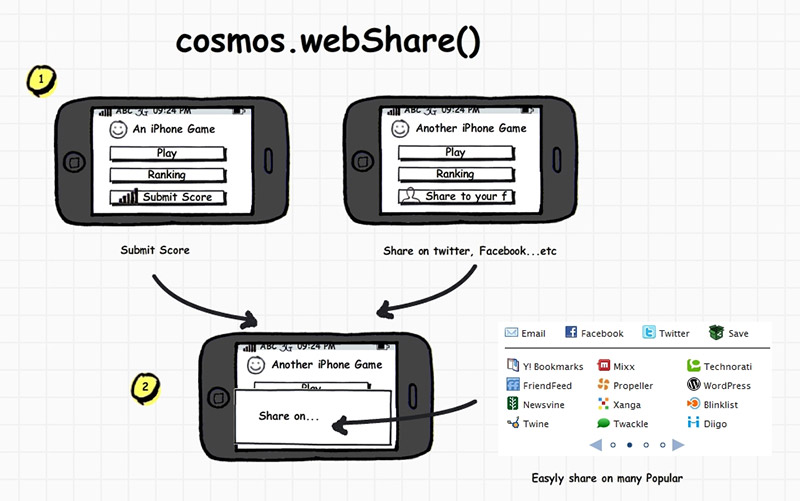 cosmos.webShare()
1
ABC 3G 09:24 PM
An iPhone Game
Play
Ranking
Submit Score
Submit Score
ABC 3G 09:24 PM
Another iPhone Game
Play
Ranking
Share to your f
Share on twitter, Facebook...etc
2
ABC 3G 09:24 PM
Another iPhone Game
Play
Share on...
Email Facebook Twitter Save
Y! Bookmarks Mixx Technorati
FriendFeed Propeller WordPress
Newsvine Xanga Blinklist
Twine Twackle Diigo
Easyly share on many Popular